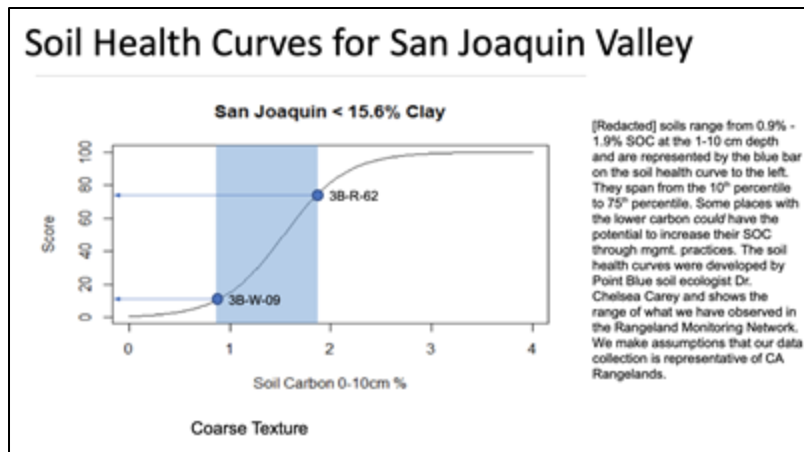 Soil Health Curves for San Joaquin Valley
San Joaquin < 15.6% Clay
100
80
60
40
20
0
Score
3B-R-62
3B-W-09
0 1 2 3 4
Soil Carbon 0-10cm %
Coarse Texture
[Redacted] soils range from 0.9% -
1.9% SOC at the 1-10 cm depth
and are represented by the blue bar
on the soil health curve to the left.
They span from the 10th percentile
to 75th percentile. Some places with
the lower carbon could have the
potential to increase their SOC
through mgmt. practices. The soil
health curves were developed by
Point Blue soil ecologist Dr.
Chelsea Carey and shows the
range of what we have observed in
the Rangeland Monitoring Network.
We make assumptions that our data
collection is representative of CA
Rangelands.